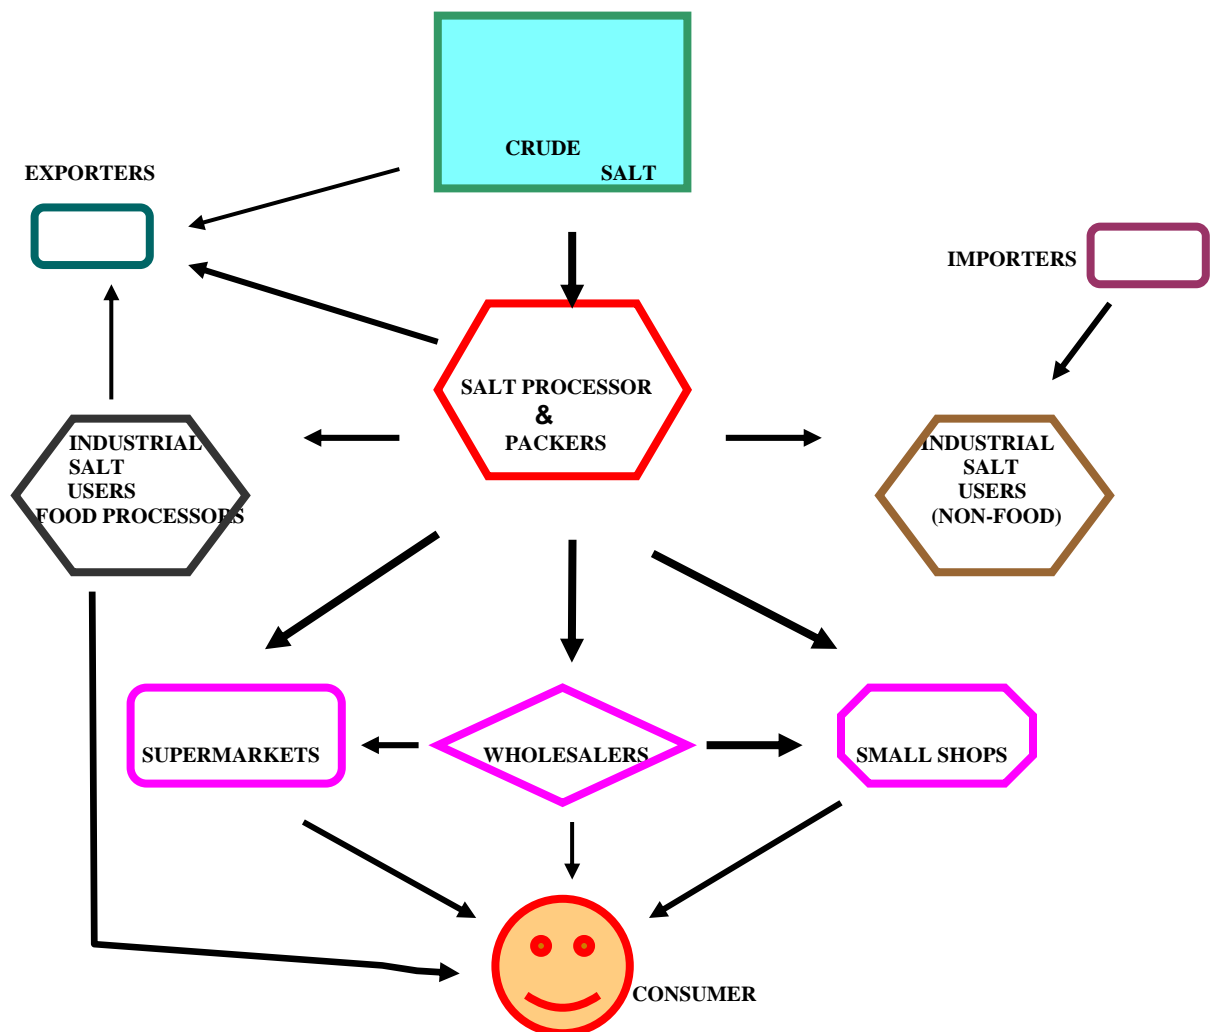 CRUDE
SALT
EXPORTERS
IMPORTERS
SALT PROCESSOR
&
PACKERS
INDUSTRIAL
SALT
USERS
FOOD PROCESSORS
INDUSTRIAL
SALT
USERS
(NON-FOOD)
SUPERMARKETS
WHOLESALERS
SMALL SHOPS
CONSUMER